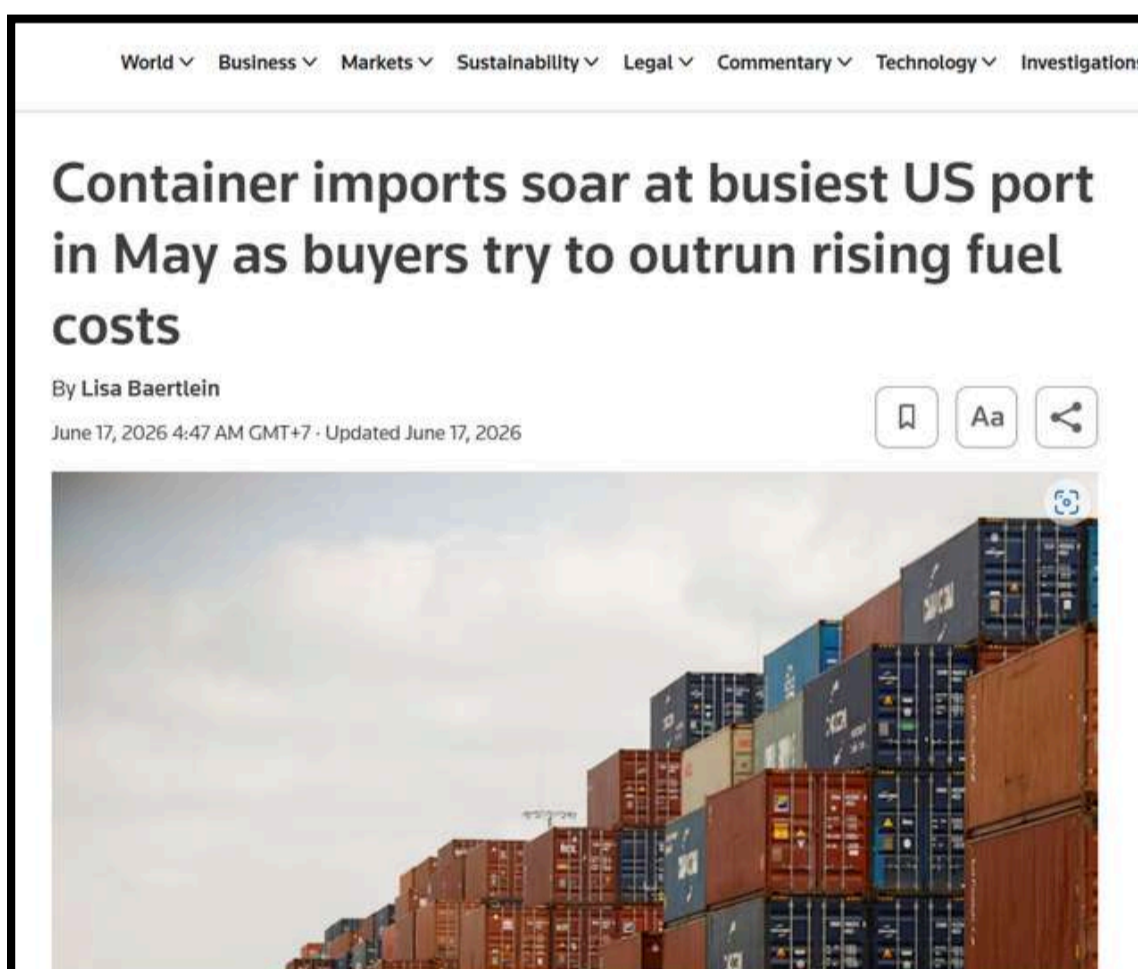 World Business Markets Sustainability Legal Commentary Technology Investigations
Container imports soar at busiest US port
in May as buyers try to outrun rising fuel
costs
By Lisa Baertlein
Aa
June 17, 2026 4:47 AM GMT+7 · Updated June 17, 2026